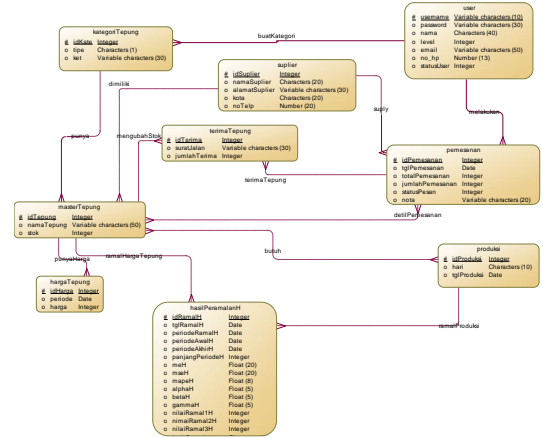 kategoriTepung
# idKate Integer
o tipe Characters (1)
o ket Variable characters (30)
buatKategori
user
# username Variable characters (10)
o password Variable characters (30)
o nama Characters (40)
o level Integer
o email Variable characters (50)
o no_hp Number (13)
o statusUser Integer
suplier
# idSuplier Integer
o namaSuplier Characters (20)
o alamatSuplier Variable characters (30)
o kota Characters (20)
o noTelp Number (20)
dimiliki
suply
melakukan
punya
mengubahStok
terimaTepung
# idTerima Integer
o suratJalan Variable characters (30)
o jumlahTerima Integer
terimaTepung
pemesanan
# idPemesanan Integer
o tglPemesanan Date
o totalPemesanan Integer
o jumlahPemesanan Integer
o statusPesan Integer
o nota Variable characters (20)
masterTepung
# idTepung Integer
o namaTepung Variable characters (50)
o stok Integer
detilPemesanan
butuh
produksi
# idProduksi Integer
o hari Characters (10)
o tglProduksi Date
punyaHarga
ramalHargaTepung
hargaTepung
# idHarga Integer
o periode Date
o harga Integer
hasilPeramalanH
# idRamalH Integer
o tglRamalH Date
o periodeRamalH Date
o periodeAwalH Date
o periodeAkhirH Date
o panjangPeriodeH Integer
o meH Float (20)
o mseH Float (20)
o mapeH Float (8)
o alphaH Float (5)
o betaH Float (5)
o gammaH Float (5)
o nilaiRamal1H Integer
o nimaiRamal2H Integer
o nilaiRamal3H Integer
ramalProduksi